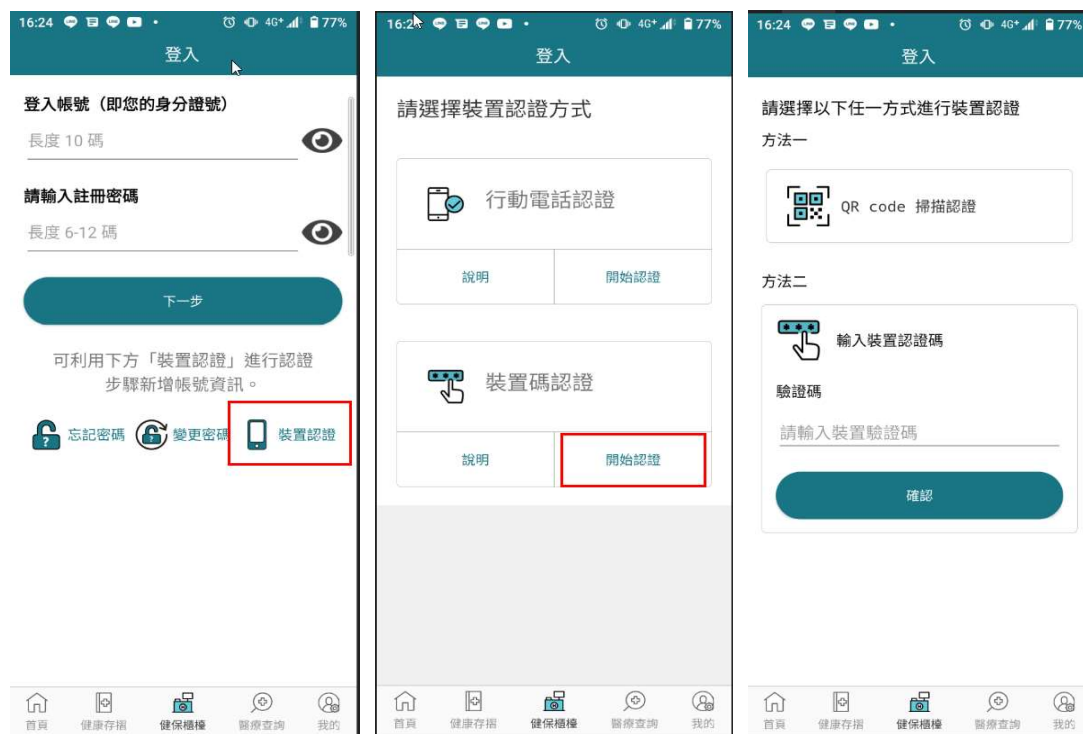 16:24
4G+
77%
登入
登入帳號（即您的身分證號）
長度 10 碼
請輸入註冊密碼
長度 6-12 碼
下一步
可利用下方「裝置認證」進行認證
步驟新增帳號資訊。
忘記密碼
變更密碼
裝置認證
首頁
健康存摺
健保櫃檯
醫療查詢
我的
16:2
4G+
77%
登入
請選擇裝置認證方式
行動電話認證
說明
開始認證
裝置碼認證
說明
開始認證
首頁
健康存摺
健保櫃檯
醫療查詢
我的
16:24
4G+
77%
登入
請選擇以下任一方式進行裝置認證
方法一
QR code 掃描認證
方法二
輸入裝置認證碼
驗證碼
請輸入裝置驗證碼
確認
首頁
健康存摺
健保櫃檯
醫療查詢
我的